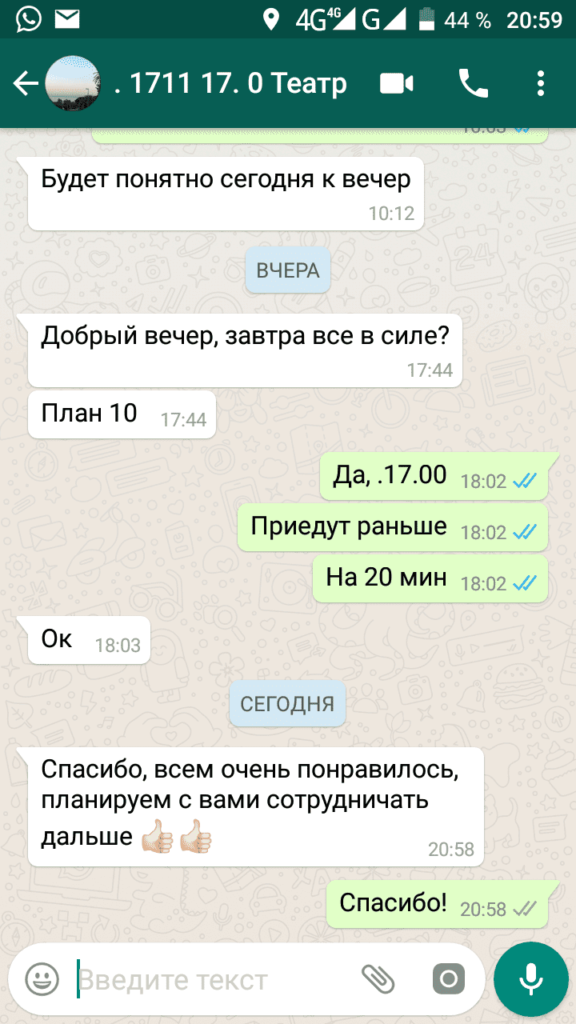 4G 4G G 44 % 20:59
. 1711 17. 0 Театр
Будет понятно сегодня к вечер
10:12
ВЧЕРА
Добрый вечер, завтра все в силе?
17:44
План 10 17:44
Да, .17.00 18:02
Приедут раньше 18:02
На 20 мин 18:02
Ок 18:03
СЕГОДНЯ
Спасибо, всем очень понравилось,
планируем с вами сотрудничать
дальше 👍🏻👍🏻
20:58
Спасибо! 20:58
Введите текст